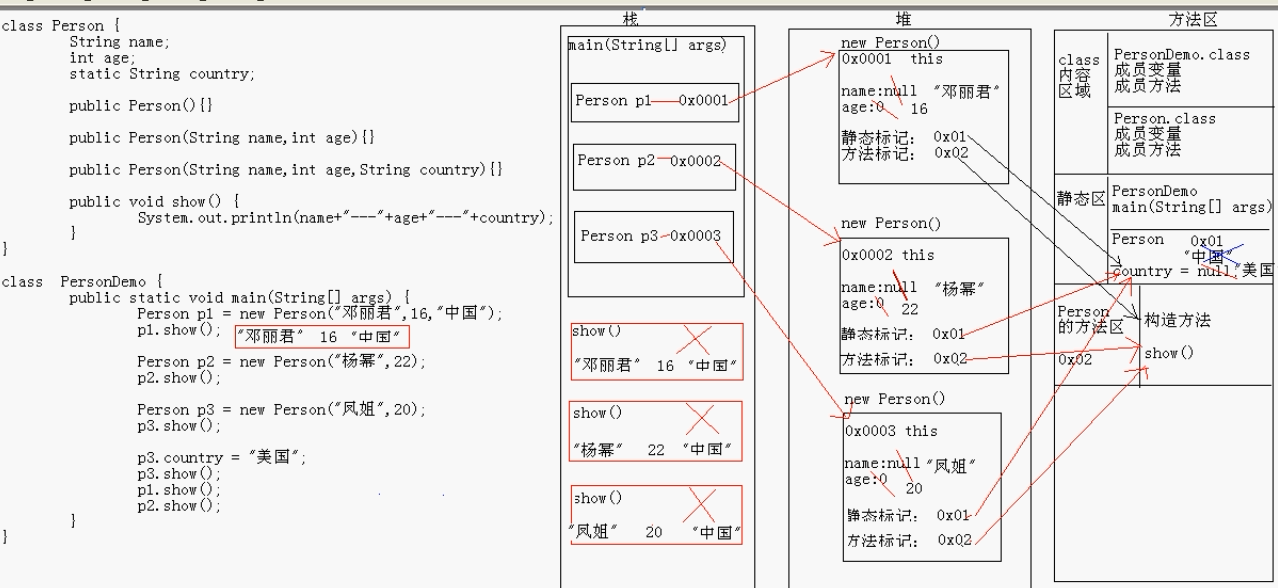 class Person {
String name;
int age;
static String country;
public Person(){}
public Person(String name,int age){}
public Person(String name,int age,String country){}
public void show() {
System.out.println(name+"---"+age+"---"+country);
}
}
class PersonDemo {
public static void main(String[] args) {
Person p1 = new Person("邓丽君",16,"中国");
p1.show();
"邓丽君" 16 "中国"
Person p2 = new Person("杨幂",22);
p2.show();
Person p3 = new Person("凤姐",20);
p3.show();
p3.country = "美国";
p3.show();
p1.show();
p2.show();
}
}
栈
main(String[] args)
Person p1 0x0001
Person p2 0x0002
Person p3 0x0003
show()
"邓丽君" 16 "中国"
show()
"杨幂" 22 "中国"
show()
"凤姐" 20 "中国"
堆
new Person()
0x0001 this
name:null "邓丽君"
age:0 16
静态标记: 0x01
方法标记: 0x02
new Person()
0x0002 this
name:null "杨幂"
age:0 22
静态标记: 0x01
方法标记: 0x02
new Person()
0x0003 this
name:null "凤姐"
age:0 20
静态标记: 0x01
方法标记: 0x02
方法区
class
内容
区域
PersonDemo.class
成员变量
成员方法
Person.class
成员变量
成员方法
静态区
PersonDemo
main(String[] args)
Person 0x01
"中国"
country = null "美国
Person
的方法区
0x02
构造方法
show()